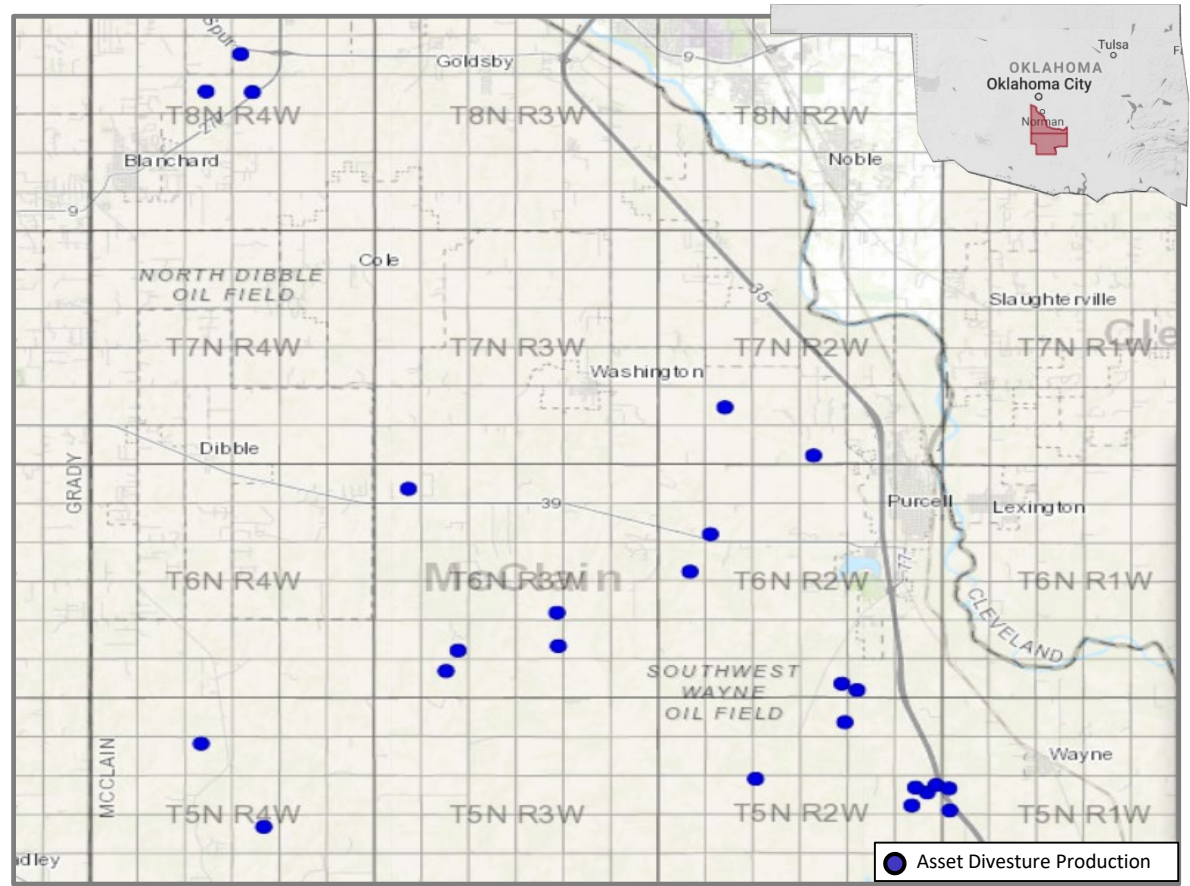 Spur
9
Goldsby
Tulsa
OKLAHOMA
Oklahoma City
Norman
T8N R4W
T8N R3W
T8N R2W
Blanchard
Noble
9
Cole
NORTH DIBBLE
OIL FIELD
35
Slaughterville
Cle
T7N R4W
T7N R3W
T7N R2W
T7N R1W
Washington
Dibble
GRADY
39
Purcell
Lexington
77
McClain
T6N R4W
T6N R3W
T6N R2W
T6N R1W
CLEVELAND
SOUTHWEST
WAYNE
OIL FIELD
Wayne
MCCLAIN
T5N R4W
T5N R3W
T5N R2W
T5N R1W
adley
Asset Divesture Production